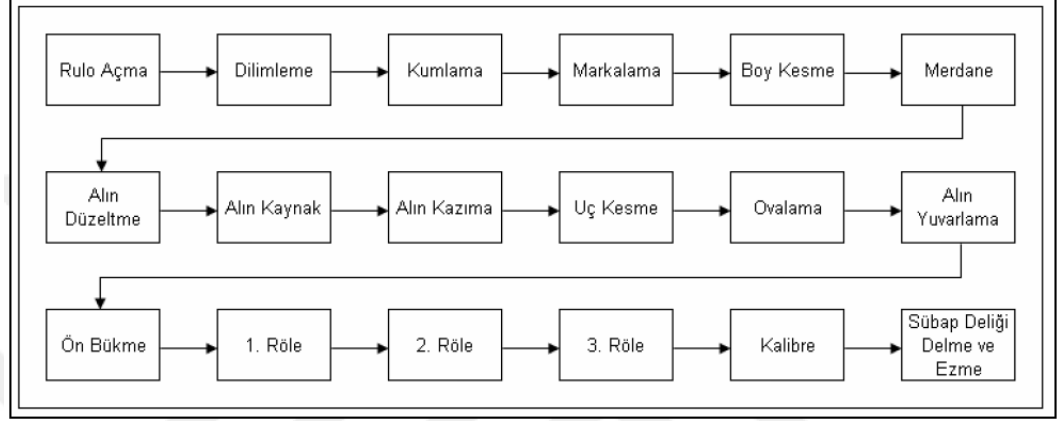 Rulo Açma
Dilimleme
Kumlama
Markalama
Boy Kesme
Merdane
Alın
Düzeltme
Alın Kaynak
Alın Kazıma
Uç Kesme
Ovalama
Alın
Yuvarlama
Ön Bükme
1. Röle
2. Röle
3. Röle
Kalibre
Sübap Deliği
Delme ve
Ezme